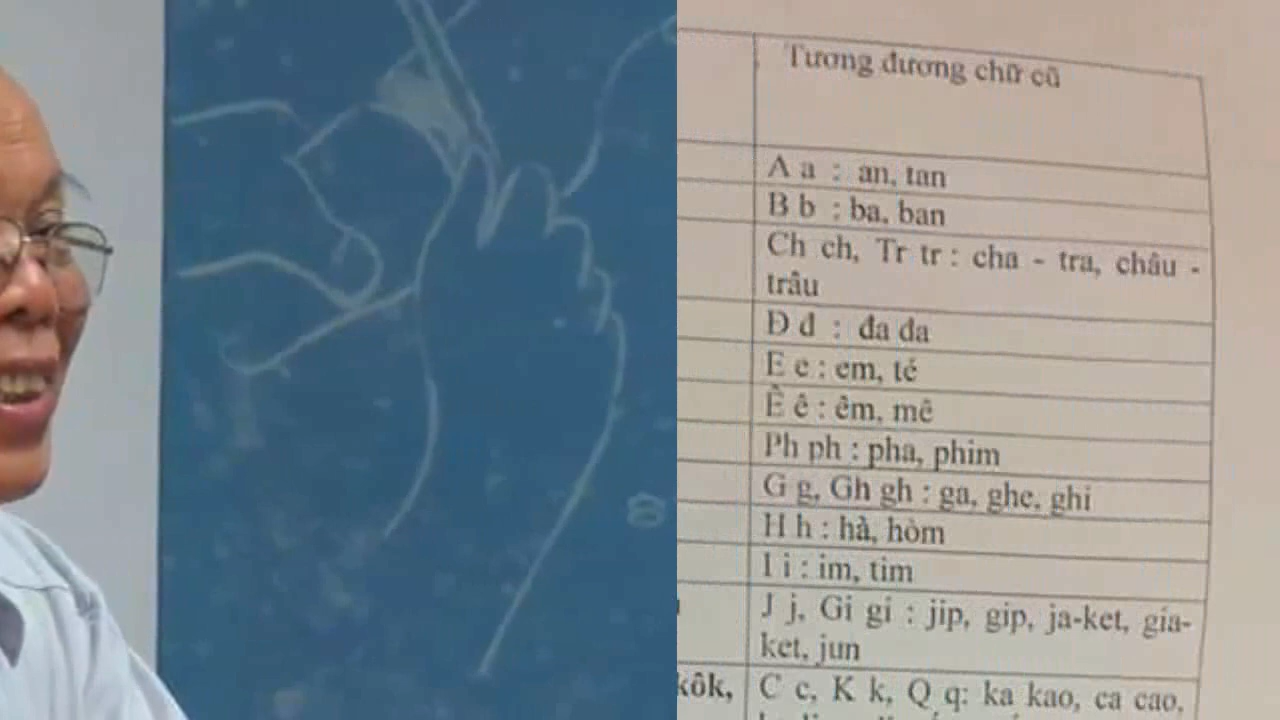 Tương đương chữ cũ
A a : an, tan
B b : ba, ban
Ch ch, Tr tr : cha - tra, châu -
trâu
Đ đ : đa đa
E e : em, té
Ê ê : êm, mê
Ph ph : pha, phim
G g, Gh gh : ga, ghe, ghi
H h : hà, hòm
I i : im, tim
J j, Gi gi : jip, gip, ja-ket, gia-
ket, jun
kôk,
C c, K k, Q q: ka kao, ca cao,